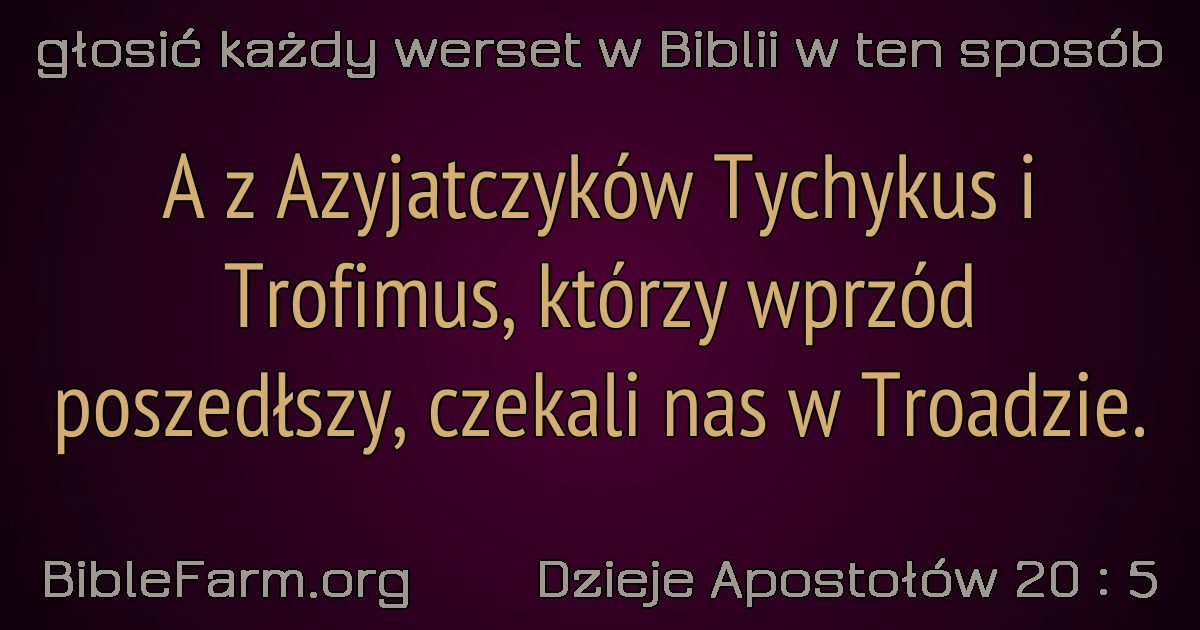 głosić każdy werset w Biblii w ten sposób
A z Azyjatczyków Tychykus i
Trofimus, którzy wprzód
poszedłszy, czekali nas w Troadzie.
BibleFarm.org
Dzieje Apostołów 20 : 5